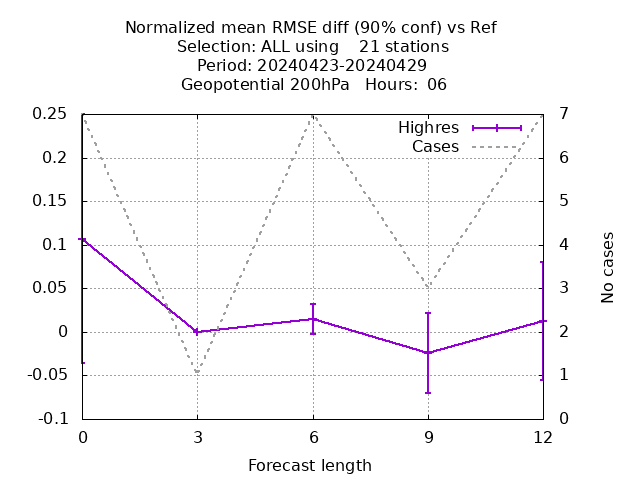 Normalized mean RMSE diff (90% conf) vs Ref
Selection: ALL using    21 stations
Period: 20240423-20240429
Geopotential 200hPa   Hours:  06
0.25
0.2
0.15
0.1
0.05
0
-0.05
-0.1
Highres
Cases
7
6
5
4
3
2
1
0
No cases
0
3
6
9
12
Forecast length